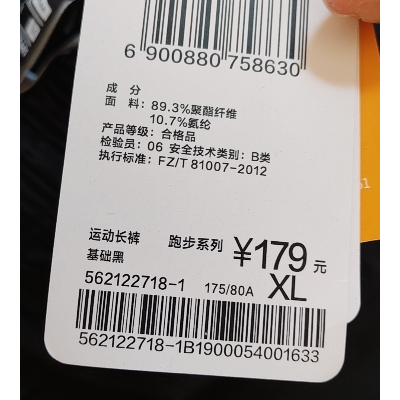 6 900880 758630
成 分
面 料：89.3%聚酯纤维
10.7%氨纶
产品等级：合格品
检验员：06 安全技术类别：B类
执行标准：FZ/T 81007-2012
运动长裤 跑步系列 ¥179元
基础黑
562122718-1 175/80A XL
562122718-1B1900054001633